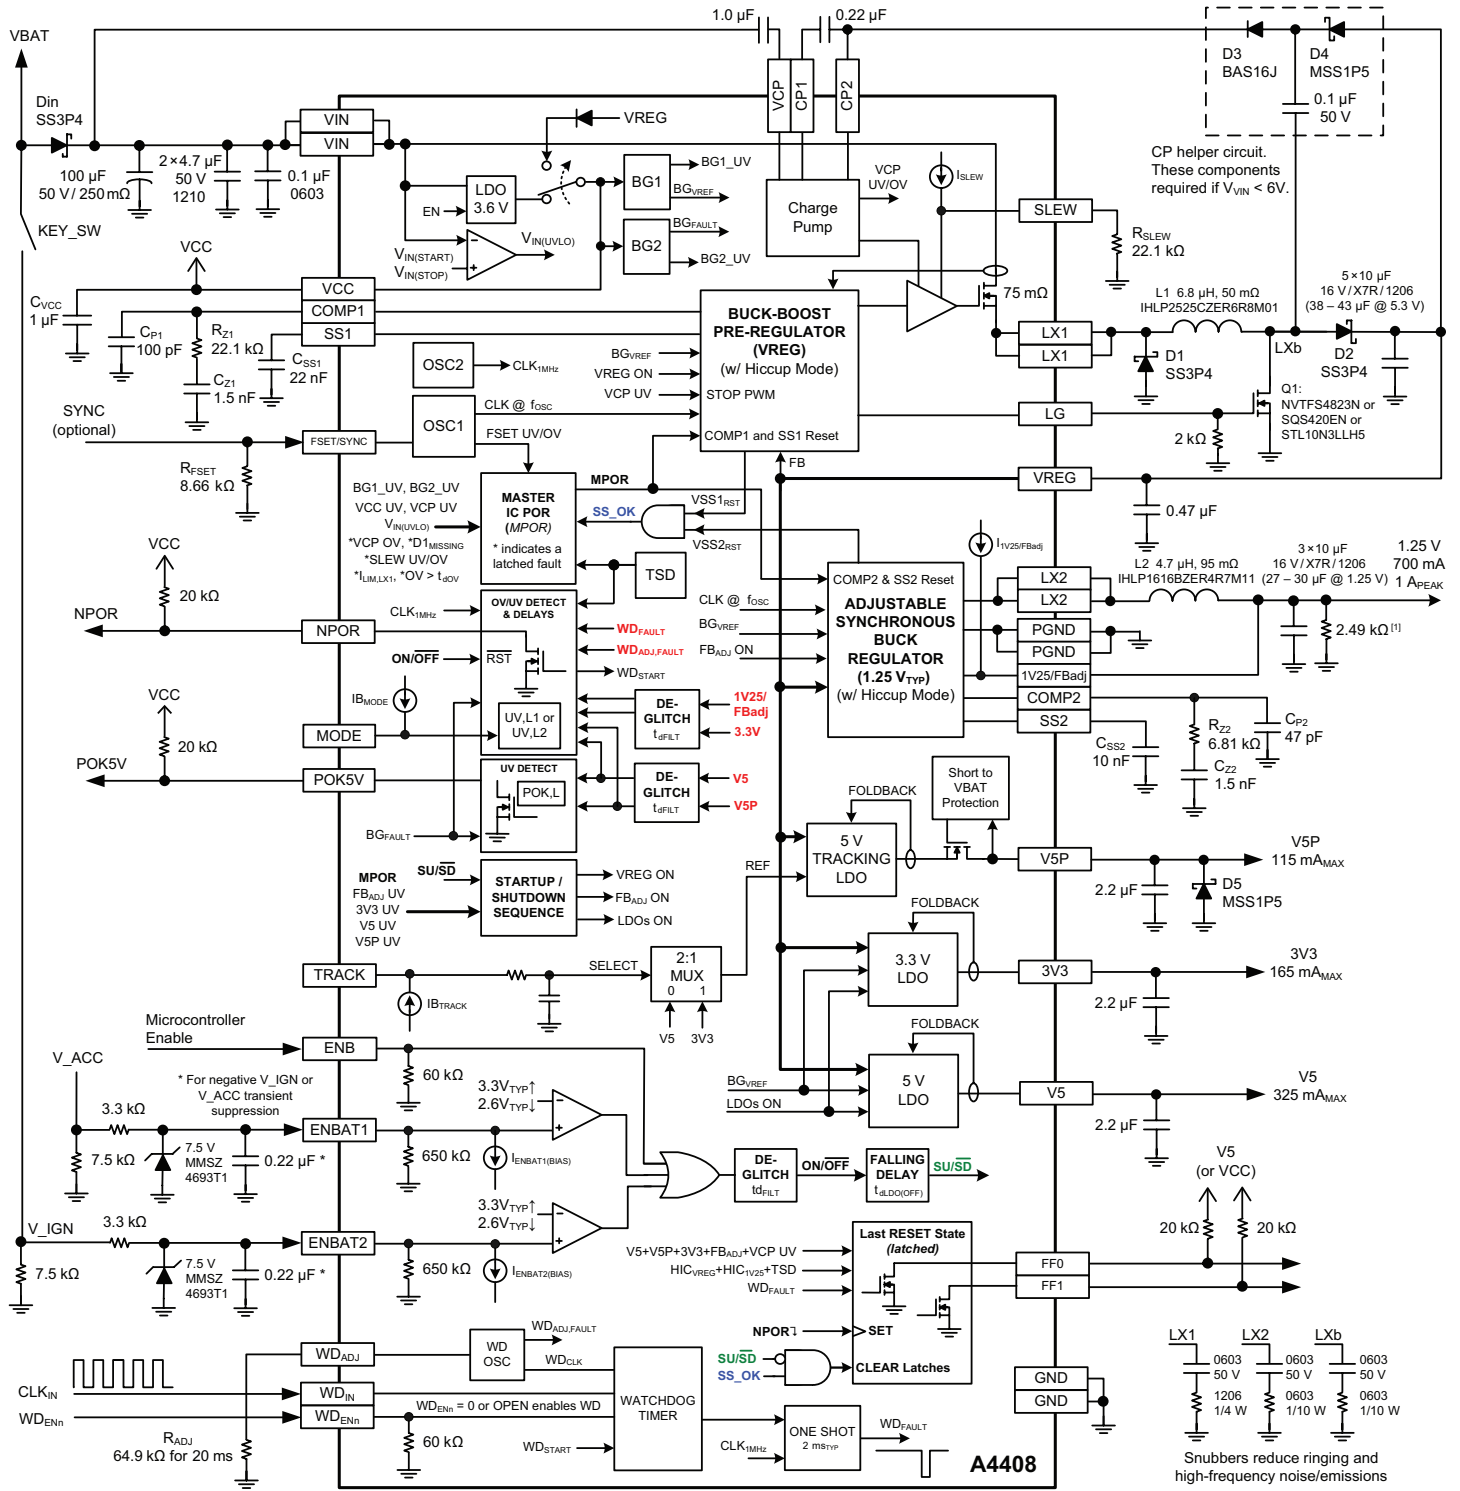 VBAT
1.0 µF
0.22 µF
D3
BAS16J
D4
MSS1P5
0.1 µF
50 V
CP helper circuit.
These components
required if VVIN < 6V.
Din
SS3P4
VIN
VIN
VCP
CP1
CP2
VREG
100 µF
50 V/250mΩ
2×4.7 µF
50 V
1210
0.1 µF
0603
LDO
3.6 V
EN
BG1
BG1_UV
BGVREF
BG2
BGFAULT
BG2_UV
VIN(START)
VIN(STOP)
VIN(UVLO)
Charge
Pump
VCP
UV/OV
ISLEW
SLEW
RSLEW
22.1 kΩ
KEY_SW
VCC
CVCC
1 µF
VCC
COMP1
SS1
CP1
100 pF
RZ1
22.1 kΩ
CZ1
1.5 nF
CSS1
22 nF
BUCK-BOOST
PRE-REGULATOR
(VREG)
(w/ Hiccup Mode)
BGVREF
VREG ON
VCP UV
STOP PWM
COMP1 and SS1 Reset
FB
75 mΩ
LX1
LX1
LG
L1 6.8 µH, 50 mΩ
IHLP2525CZER6R8M01
5×10 µF
16 V/X7R/1206
(38 – 43 µF @ 5.3 V)
D1
SS3P4
LXb
D2
SS3P4
Q1:
NVTFS4823N or
SQS420EN or
STL10N3LLH5
2 kΩ
OSC2
CLK1MHz
OSC1
CLK @ fOSC
FSET UV/OV
SYNC
(optional)
FSET/SYNC
RFSET
8.66 kΩ
VREG
0.47 µF
BG1_UV, BG2_UV
VCC UV, VCP UV
VIN(UVLO)
*VCP OV, *D1MISSING
*SLEW UV/OV
*ILIM,LX1, *OV > tdOV
MASTER
IC POR
(MPOR)
* indicates a
latched fault
MPOR
SS_OK
VSS1RST
VSS2RST
TSD
I1V25/FBadj
VCC
20 kΩ
NPOR
NPOR
CLK1MHz
OV/UV DETECT
& DELAYS
WDFAULT
WDADJ,FAULT
WDSTART
ON/OFF
RST
UV,L1 or
UV,L2
IBMODE
MODE
DE-
GLITCH
tdFILT
1V25/
FBadj
3.3V
COMP2 & SS2 Reset
ADJUSTABLE
SYNCHRONOUS
BUCK
REGULATOR
(1.25 VTYP)
(w/ Hiccup Mode)
CLK @ fOSC
BGVREF
FBADJ ON
LX2
LX2
PGND
PGND
1V25/FBadj
COMP2
SS2
L2 4.7 µH, 95 mΩ
IHLP1616BZER4R7M11
3×10 µF
16 V/X7R/1206
(27 – 30 µF @ 1.25 V)
1.25 V
700 mA
1 APEAK
2.49 kΩ [1]
CSS2
10 nF
RZ2
6.81 kΩ
CZ2
1.5 nF
CP2
47 pF
VCC
20 kΩ
POK5V
POK5V
UV DETECT
POK,L
BGFAULT
DE-
GLITCH
tdFILT
V5
V5P
Short to
VBAT
Protection
FOLDBACK
5 V
TRACKING
LDO
REF
V5P
V5P
115 mAMAX
2.2 µF
D5
MSS1P5
MPOR
FBADJ UV
3V3 UV
V5 UV
V5P UV
SU/SD
STARTUP /
SHUTDOWN
SEQUENCE
VREG ON
FBADJ ON
LDOs ON
FOLDBACK
3.3 V
LDO
3V3
3V3
165 mAMAX
2.2 µF
TRACK
IBTRACK
SELECT
2:1
MUX
0 1
V5 3V3
Microcontroller
Enable
ENB
60 kΩ
FOLDBACK
5 V
LDO
BGVREF
LDOs ON
V5
V5
325 mAMAX
2.2 µF
V_ACC
* For negative V_IGN or
V_ACC transient
suppression
3.3 kΩ
ENBAT1
7.5 kΩ
7.5 V
MMSZ
4693T1
0.22 µF *
650 kΩ
IENBAT1(BIAS)
3.3VTYP↑
2.6VTYP↓
DE-
GLITCH
tdFILT
ON/OFF
FALLING
DELAY
tdLDO(OFF)
SU/SD
V5
(or VCC)
20 kΩ
20 kΩ
V_IGN
3.3 kΩ
ENBAT2
7.5 kΩ
7.5 V
MMSZ
4693T1
0.22 µF *
650 kΩ
IENBAT2(BIAS)
3.3VTYP↑
2.6VTYP↓
Last RESET State
(latched)
V5+V5P+3V3+FBADJ+VCP UV
HICVREG+HIC1V25+TSD
WDFAULT
NPOR
SET
SU/SD
SS_OK
CLEAR Latches
FF0
FF1
WDADJ
WD
OSC
WDADJ,FAULT
WDCLK
CLKIN
WDIN
WDENn
WDENn
WDENn = 0 or OPEN enables WD
60 kΩ
RADJ
64.9 kΩ for 20 ms
WATCHDOG
TIMER
WDSTART
ONE SHOT
2 msTYP
CLK1MHz
WDFAULT
GND
GND
A4408
LX1
0603
50 V
1206
1/4 W
LX2
0603
50 V
0603
1/10 W
LXb
0603
50 V
0603
1/10 W
Snubbers reduce ringing and
high-frequency noise/emissions